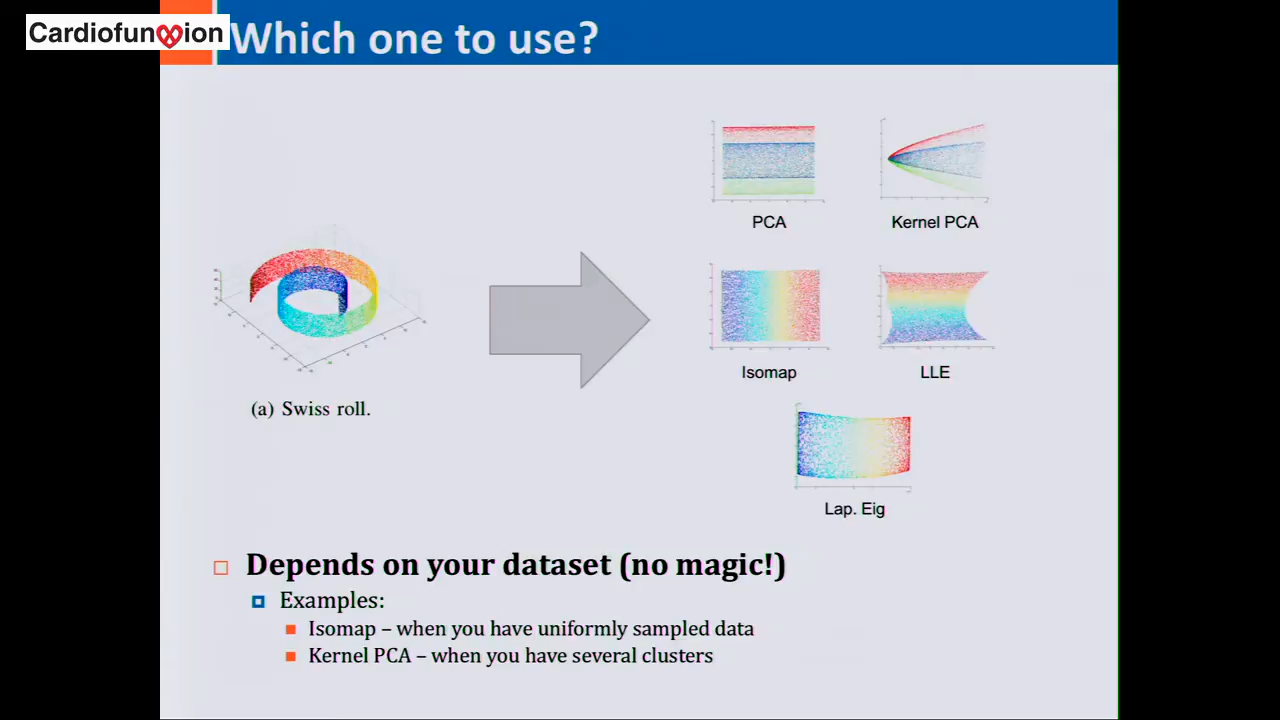 Cardiofunxion
Which one to use?
PCA
Kernel PCA
Isomap
LLE
(a) Swiss roll.
Lap. Eig
Depends on your dataset (no magic!)
Examples:
Isomap – when you have uniformly sampled data
Kernel PCA – when you have several clusters